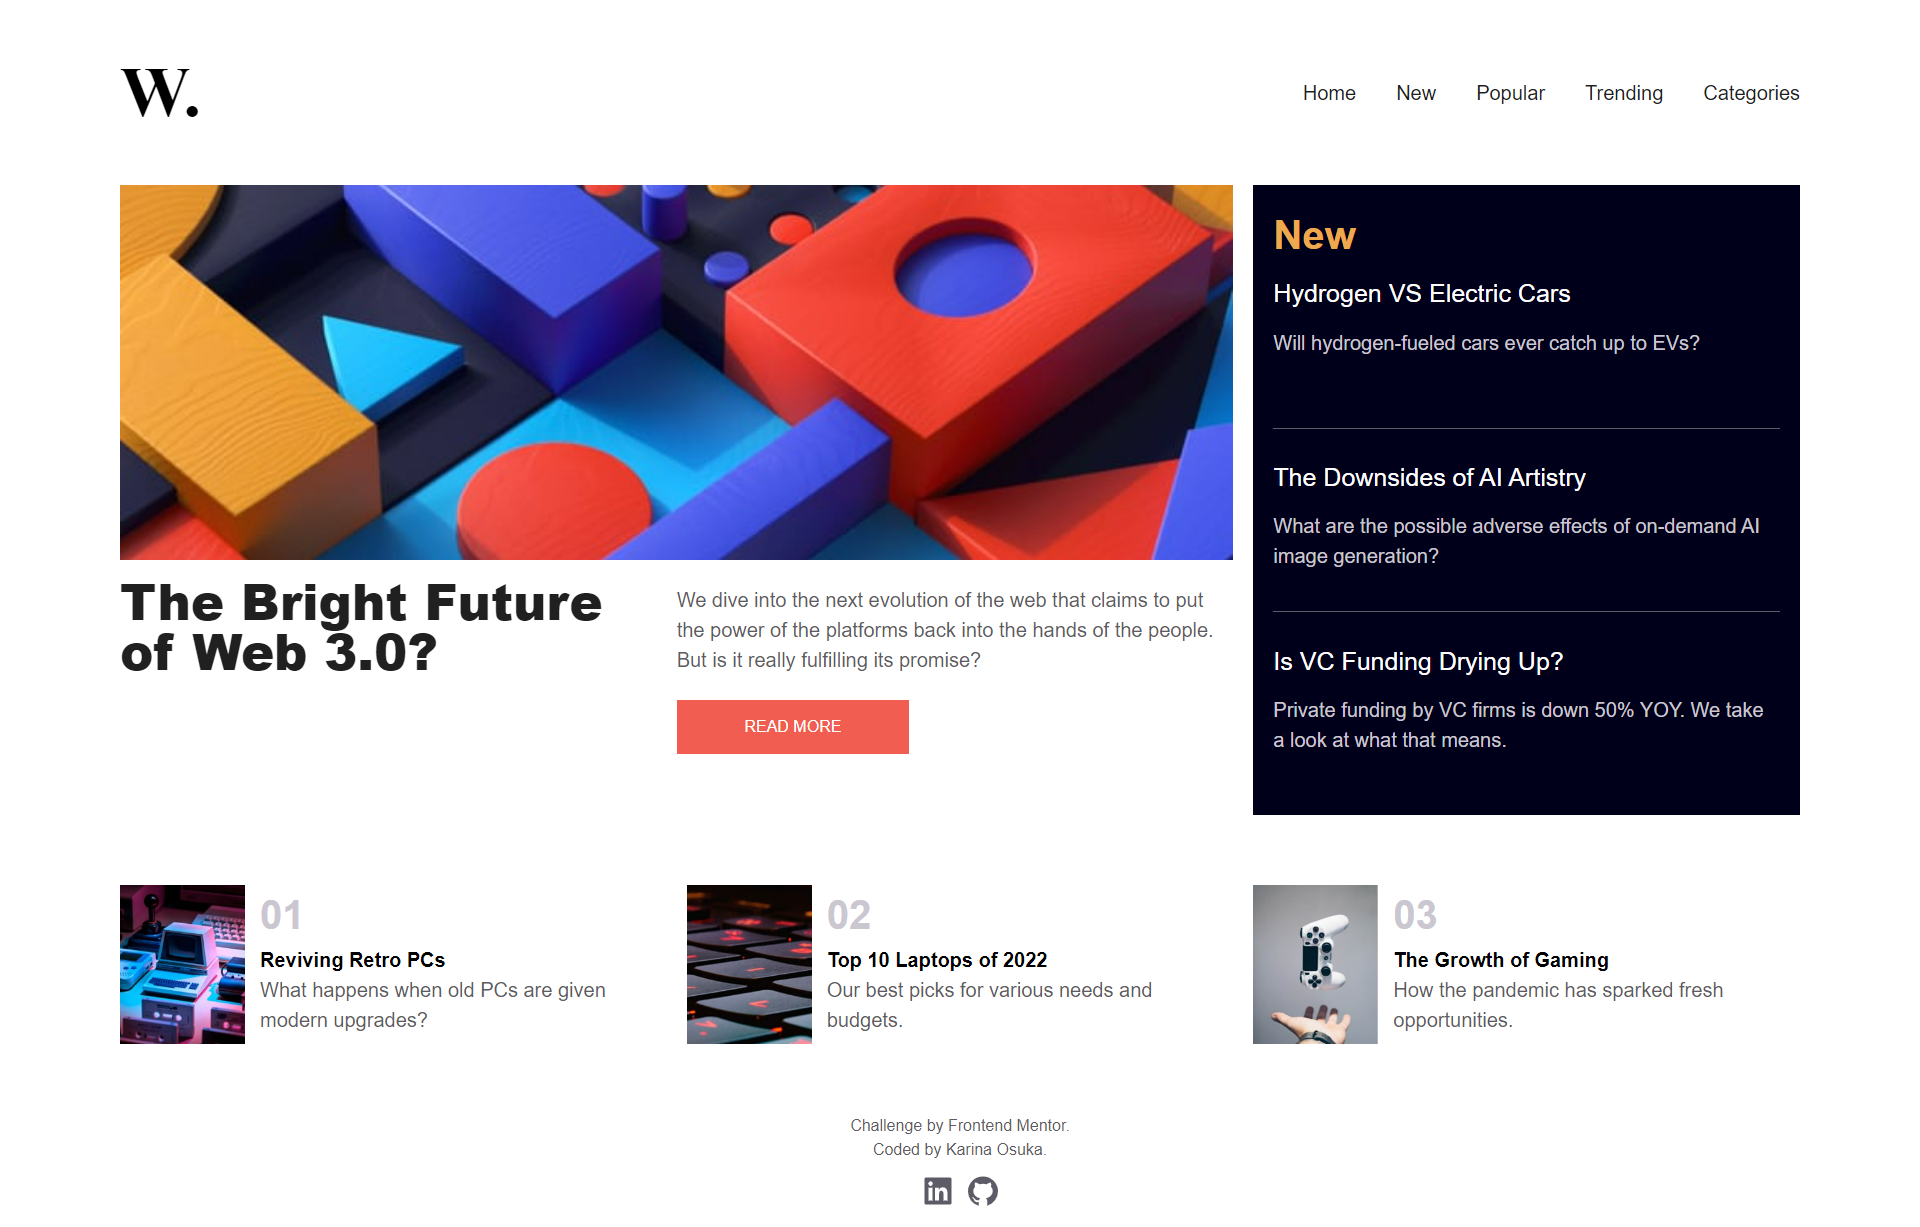 W.
Home New Popular Trending Categories
The Bright Future
of Web 3.0?
We dive into the next evolution of the web that claims to put
the power of the platforms back into the hands of the people.
But is it really fulfilling its promise?
READ MORE
New
Hydrogen VS Electric Cars
Will hydrogen-fueled cars ever catch up to EVs?
The Downsides of AI Artistry
What are the possible adverse effects of on-demand AI
image generation?
Is VC Funding Drying Up?
Private funding by VC firms is down 50% YOY. We take
a look at what that means.
01
Reviving Retro PCs
What happens when old PCs are given
modern upgrades?
02
Top 10 Laptops of 2022
Our best picks for various needs and
budgets.
03
The Growth of Gaming
How the pandemic has sparked fresh
opportunities.
Challenge by Frontend Mentor.
Coded by Karina Osuka.
in